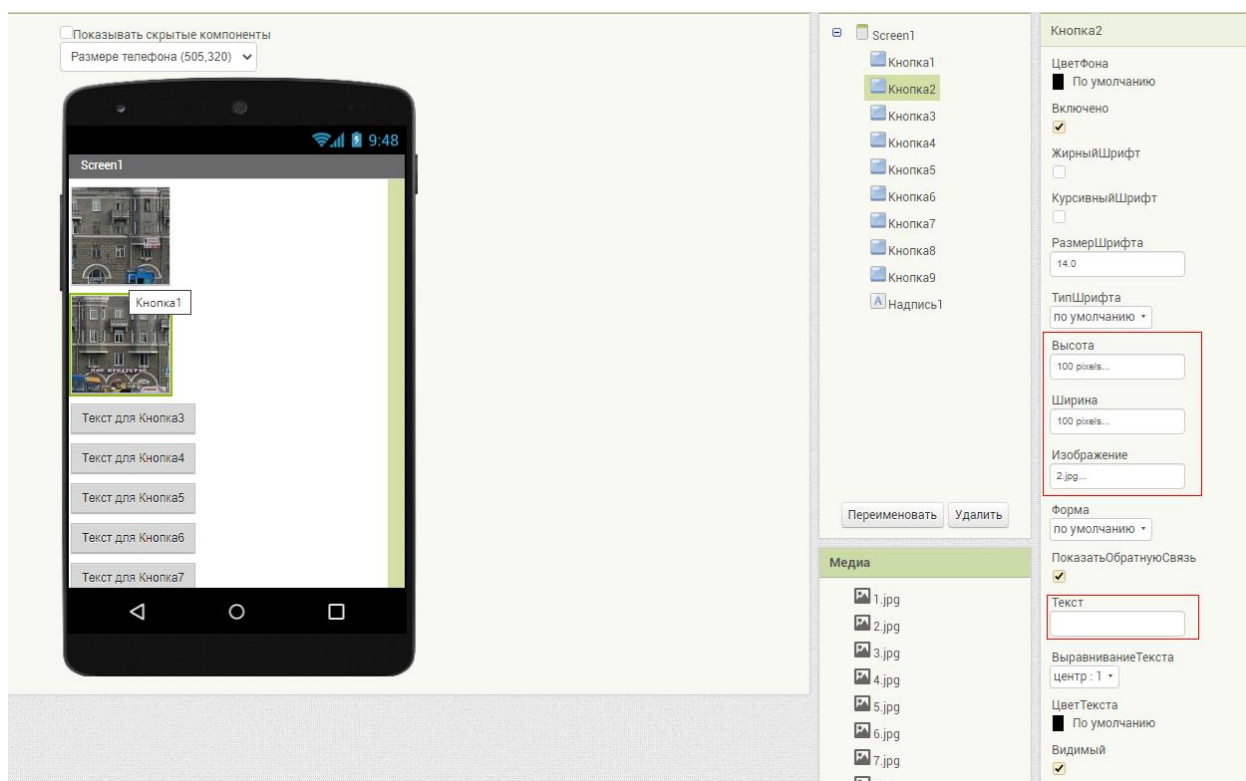 Показывать скрытые компоненты
Размере телефона (505,320)
9:48
Screen1
Кнопка1
МИР ПРОДУКТОВ
Текст для Кнопка3
Текст для Кнопка4
Текст для Кнопка5
Текст для Кнопка6
Текст для Кнопка7
Screen1
Кнопка1
Кнопка2
Кнопка3
Кнопка4
Кнопка5
Кнопка6
Кнопка7
Кнопка8
Кнопка9
A Надпись1
Переименовать Удалить
Медиа
1.jpg
2.jpg
3.jpg
4.jpg
5.jpg
6.jpg
7.jpg
Кнопка2
ЦветФона
По умолчанию
Включено
ЖирныйШрифт
КурсивныйШрифт
РазмерШрифта
14.0
ТипШрифта
по умолчанию
Высота
100 pixels...
Ширина
100 pixels...
Изображение
2.jpg...
Форма
по умолчанию
ПоказатьОбратнуюСвязь
Текст
ВыравниваниеТекста
центр : 1
ЦветТекста
По умолчанию
Видимый